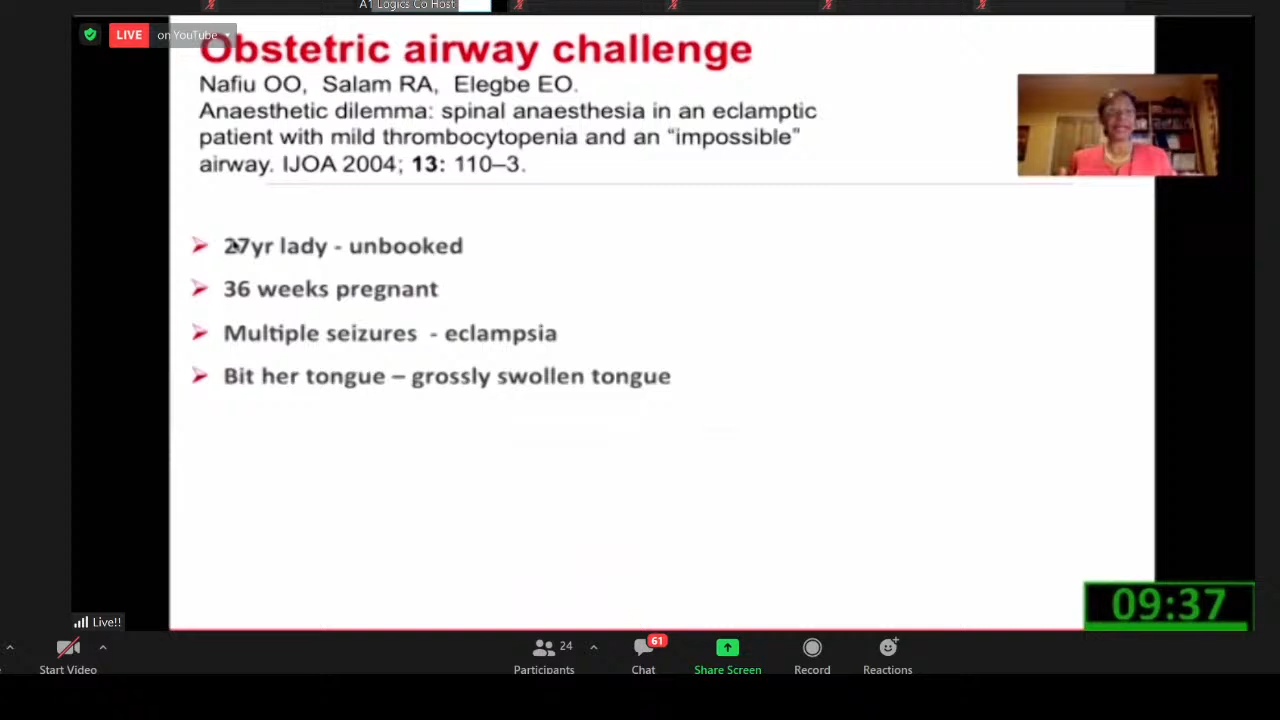 A1 Logics Co Host
LIVE on YouTube
Obstetric airway challenge
Nafiu OO, Salam RA, Elegbe EO.
Anaesthetic dilemma: spinal anaesthesia in an eclamptic
patient with mild thrombocytopenia and an “impossible”
airway. IJOA 2004; 13: 110–3.
27yr lady - unbooked
36 weeks pregnant
Multiple seizures - eclampsia
Bit her tongue – grossly swollen tongue
09:37
Live!!
24
61
Start Video
Participants
Chat
Share Screen
Record
Reactions